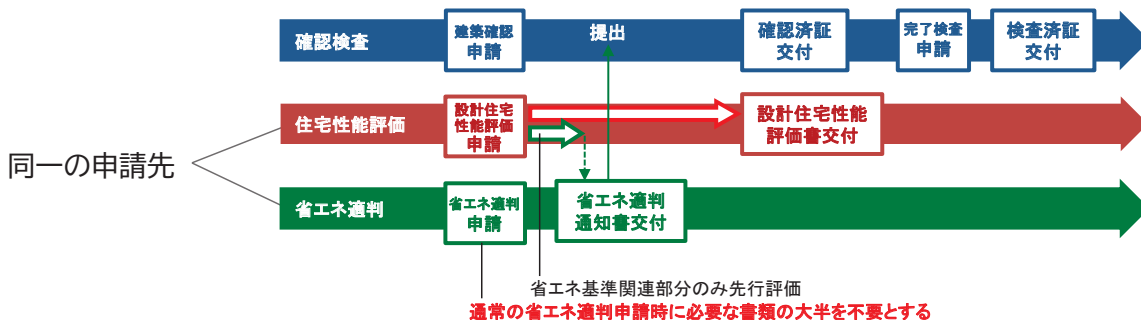 確認検査
建築確認
申請
提出
確認済証
交付
完了検査
申請
検査済証
交付
同一の申請先
住宅性能評価
設計住宅
性能評価
申請
設計住宅性能
評価書交付
省エネ適判
省エネ適判
申請
省エネ適判
通知書交付
省エネ基準関連部分のみ先行評価
通常の省エネ適判申請時に必要な書類の大半を不要とする